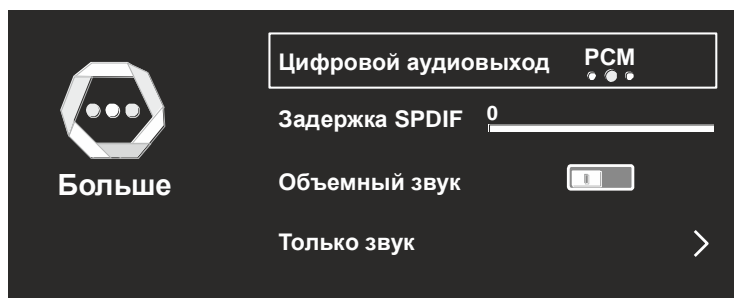 Цифровой аудиовыход PCM
Задержка SPDIF 0
Больше
Объемный звук
Только звук